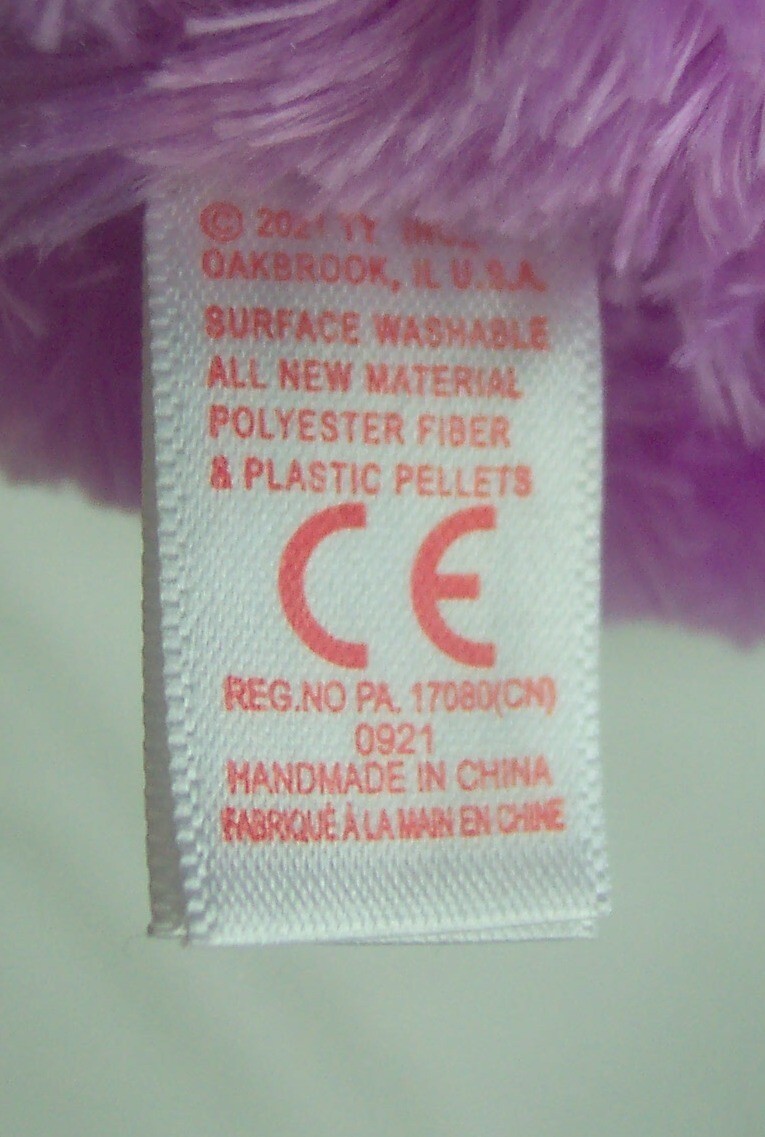 © 2021 TY INC.
OAKBROOK, IL U.S.A.
SURFACE WASHABLE
ALL NEW MATERIAL
POLYESTER FIBER
& PLASTIC PELLETS
CE
REG.NO PA. 17080(CN)
0921
HANDMADE IN CHINA
FABRIQUÉ À LA MAIN EN CHINE